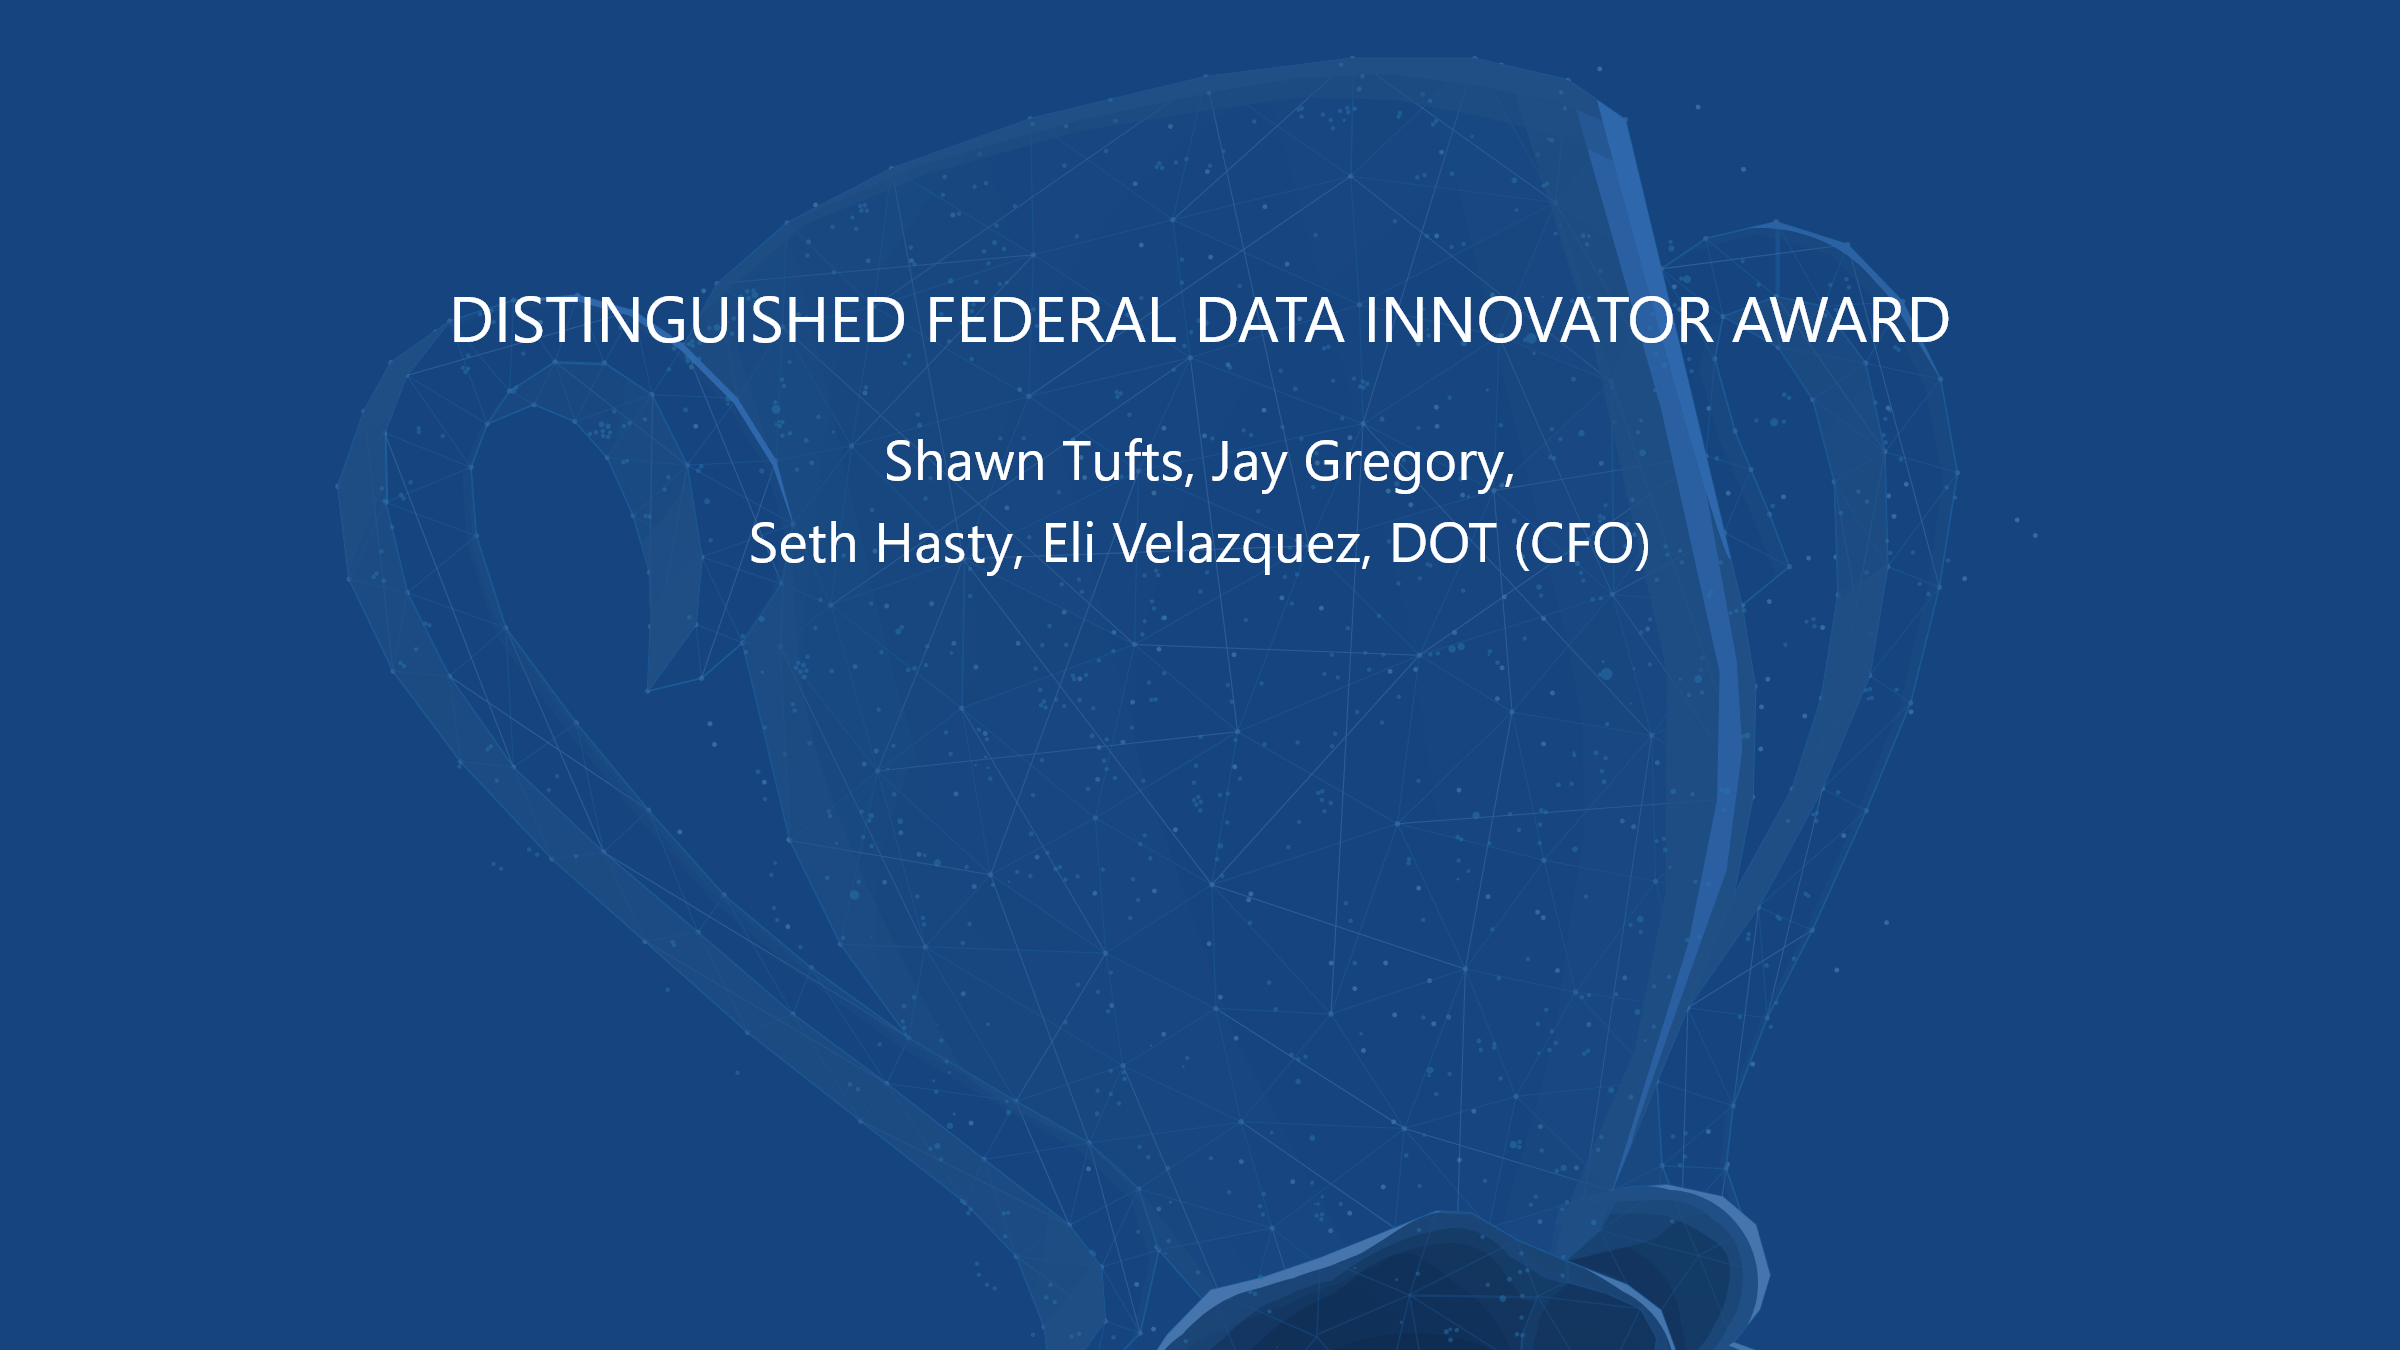 DISTINGUISHED FEDERAL DATA INNOVATOR AWARD
Shawn Tufts, Jay Gregory,
Seth Hasty, Eli Velazquez, DOT (CFO)